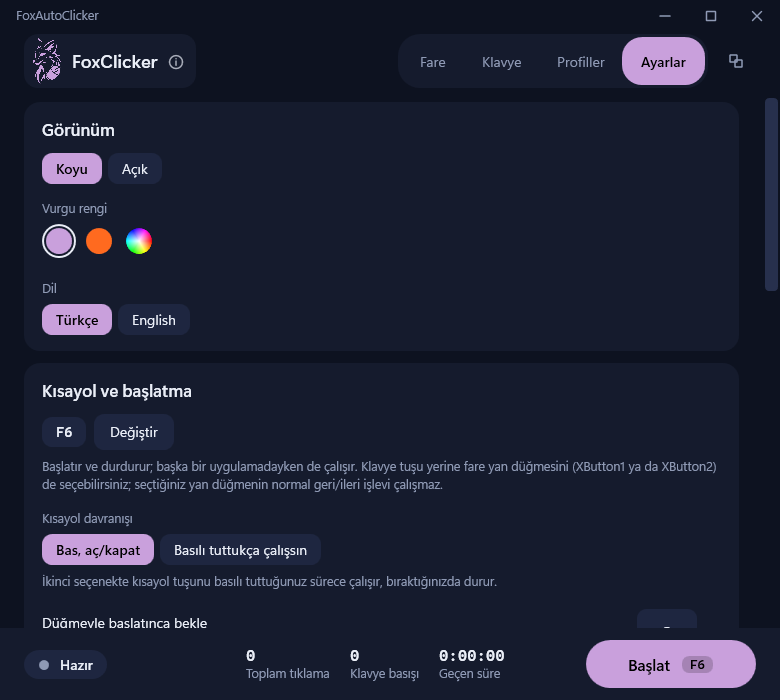 FoxAutoClicker
FoxClicker
Fare
Klavye
Profiller
Ayarlar
Görünüm
Koyu
Açık
Vurgu rengi
Dil
Türkçe
English
Kısayol ve başlatma
F6
Değiştir
Başlatır ve durdurur; başka bir uygulamadayken de çalışır. Klavye tuşu yerine fare yan düğmesini (XButton1 ya da XButton2)
de seçebilirsiniz; seçtiğiniz yan düğmenin normal geri/ileri işlevi çalışmaz.
Kısayol davranışı
Bas, aç/kapat
Basılı tuttukça çalışsın
İkinci seçenekte kısayol tuşunu basılı tuttuğunuz sürece çalışır, bıraktığınızda durur.
Düğmeyle başlatınca bekle
Hazır
0
Toplam tıklama
0
Klavye basışı
0:00:00
Geçen süre
Başlat
F6